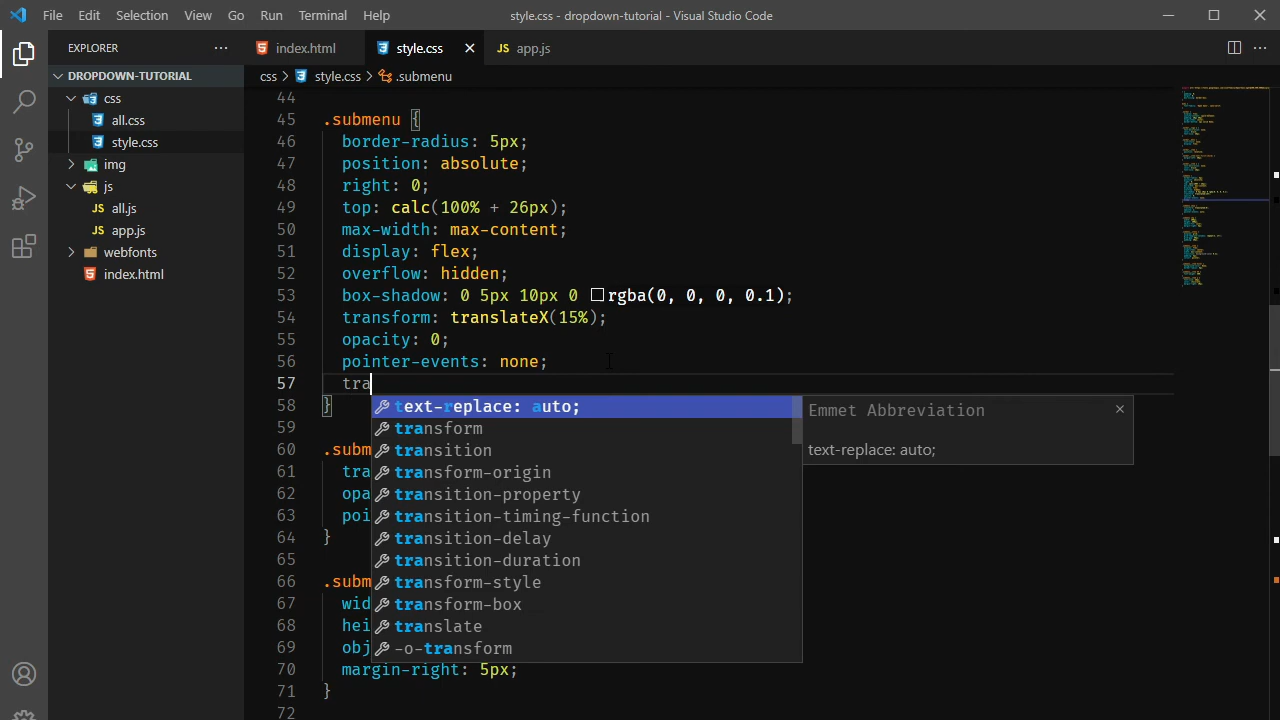 File Edit Selection View Go Run Terminal Help style.css - dropdown-tutorial - Visual Studio Code
EXPLORER
index.html style.css app.js
DROPDOWN-TUTORIAL
css > style.css > .submenu
css
all.css
style.css
img
js
all.js
app.js
webfonts
index.html
44
45 .submenu {
46 border-radius: 5px;
47 position: absolute;
48 right: 0;
49 top: calc(100% + 26px);
50 max-width: max-content;
51 display: flex;
52 overflow: hidden;
53 box-shadow: 0 5px 10px 0 rgba(0, 0, 0, 0.1);
54 transform: translateX(15%);
55 opacity: 0;
56 pointer-events: none;
57 tra
58 }
59
60 .subm
61 tra
62 opa
63 poi
64 }
65
66 .subm
67 wid
68 hei
69 obj
70 margin-right: 5px;
71 }
72
text-replace: auto;
transform
transition
transform-origin
transition-property
transition-timing-function
transition-delay
transition-duration
transform-style
transform-box
translate
-o-transform
Emmet Abbreviation
text-replace: auto;